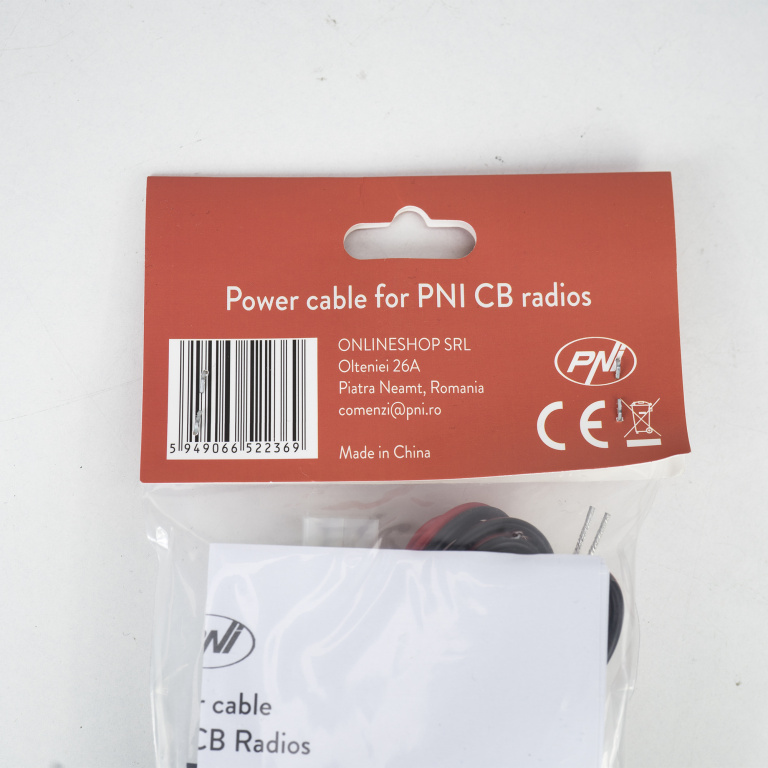 Power cable for PNI CB radios
ONLINESHOP SRL
Olteniei 26A
Piatra Neamt, Romania
comenzi@pni.ro
Made in China
5 949066 522369
PNi
CE
cable
CB Radios